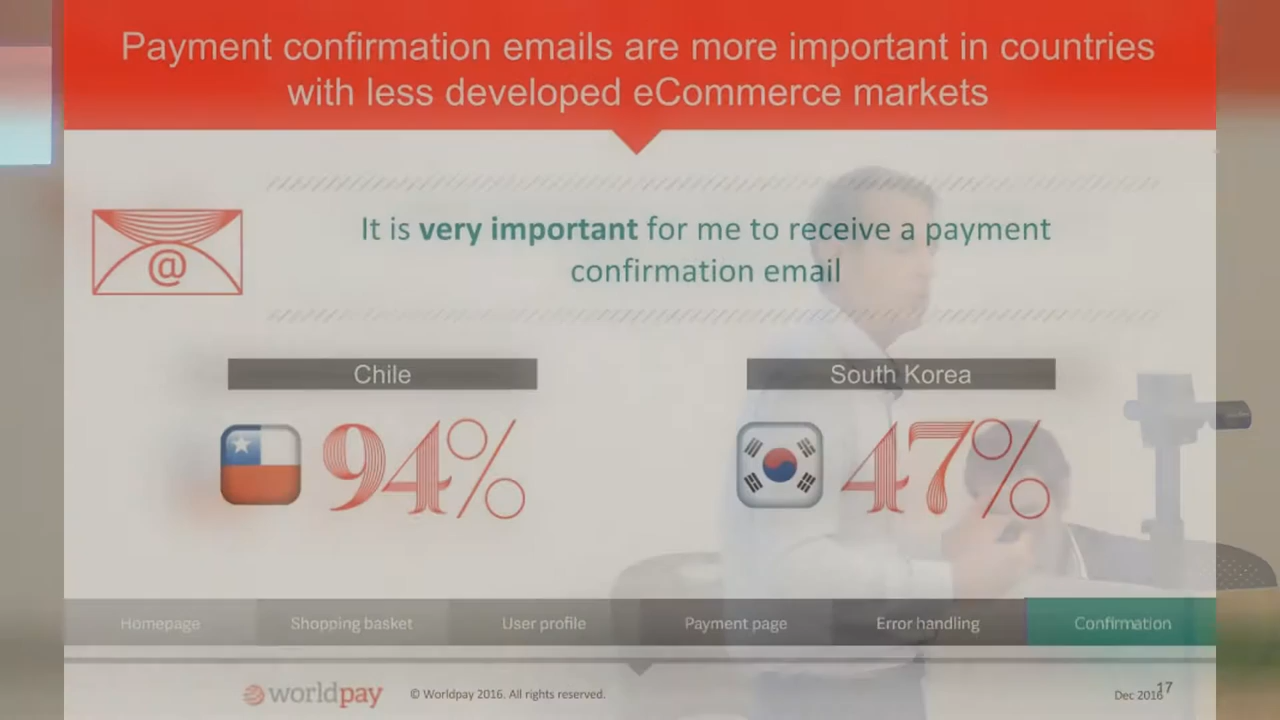 Payment confirmation emails are more important in countries
with less developed eCommerce markets
@
It is very important for me to receive a payment
confirmation email
Chile
South Korea
94%
47%
Homepage
Shopping basket
User profile
Payment page
Error handling
Confirmation
worldpay
© Worldpay 2016. All rights reserved.
Dec 2016
17